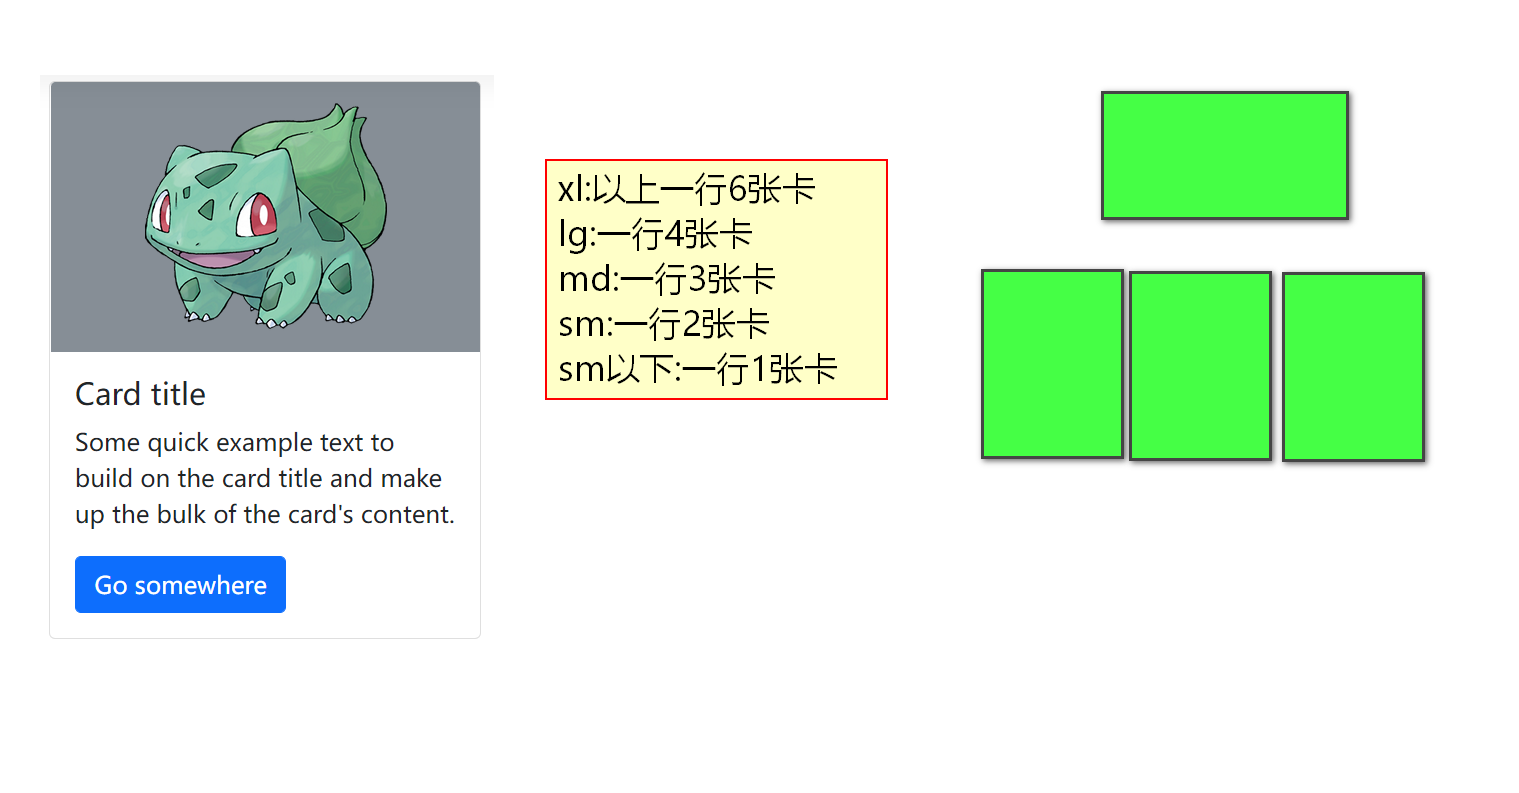 Card title
Some quick example text to
build on the card title and make
up the bulk of the card's content.
Go somewhere
xl:以上一行6张卡
lg:一行4张卡
md:一行3张卡
sm:一行2张卡
sm以下:一行1张卡